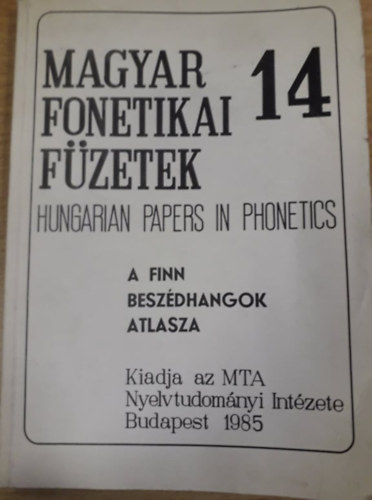 MAGYAR 14
FONETIKAI
FÜZETEK
HUNGARIAN PAPERS IN PHONETICS
A FINN
BESZÉDHANGOK
ATLASZA
Kiadja az MTA
Nyelvtudományi Intézete
Budapest 1985